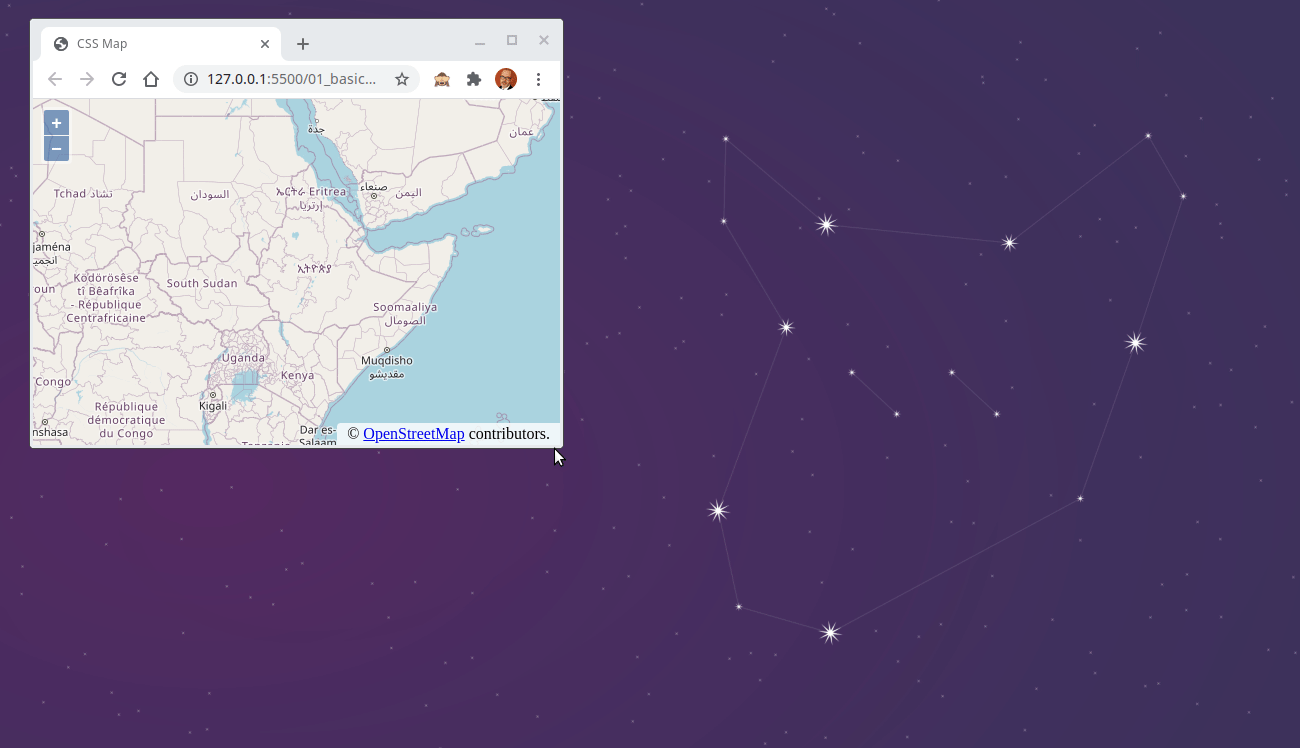 CSS Map
127.0.0.1:5500/01_basic...
+
−
جدة
عمان
Tchad تشاد
السودان
ኤርትራ Eritrea
إرتريا
صنعاء
اليمن
jaména
انجمي
oun
Ködörösêse
tî Bêafrîka
- République
Centrafricaine
South Sudan
ኢትዮጵያ
Soomaaliya
الصومال
Uganda
Kenya
Muqdisho
مقديشو
Congo
Kigali
République
démocratique
du Congo
nshasa
Dar es-
Salaam
© OpenStreetMap contributors.